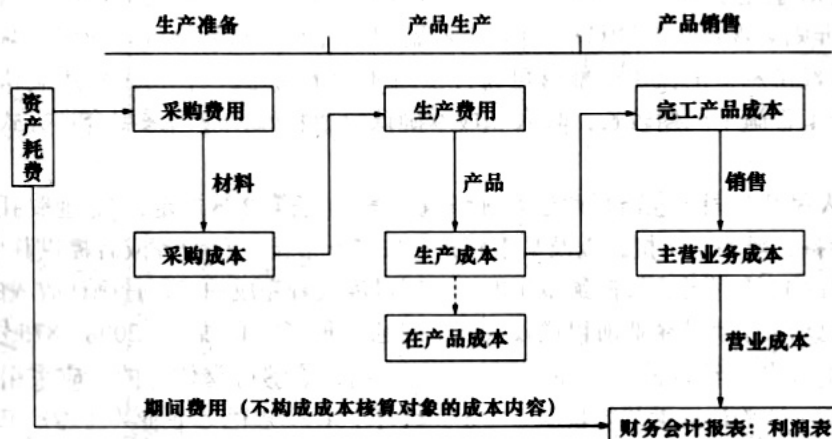 生产准备 产品生产 产品销售
资产耗费
采购费用 生产费用 完工产品成本
材料 产品 销售
采购成本 生产成本 主营业务成本
在产品成本 营业成本
期间费用（不构成成本核算对象的成本内容）
财务会计报表：利润表